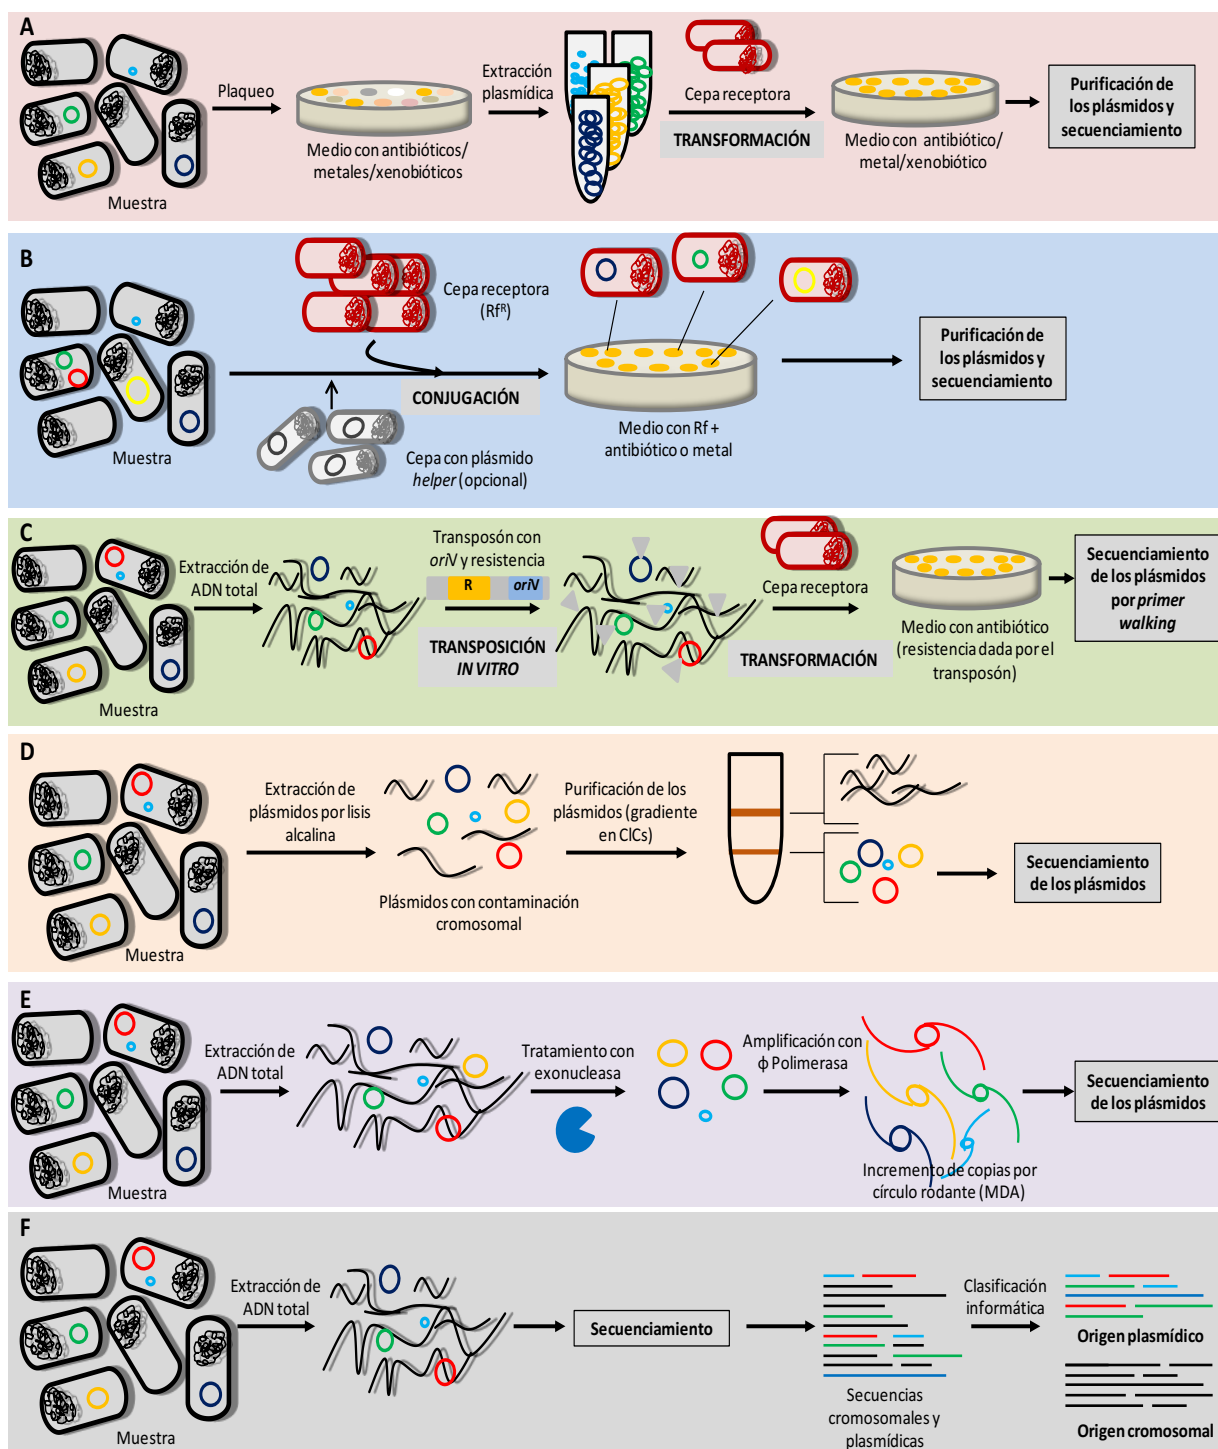 A
Plaqueo
Extracción
plasmídica
Cepa receptora
TRANSFORMACIÓN
Medio con antibióticos/
metales/xenobióticos
Medio con antibiótico/
metal/xenobiótico
Purificación de
los plásmidos y
secuenciamiento
Muestra
B
Cepa receptora
(Rfᴿ)
CONJUGACIÓN
Cepa con plásmido
helper (opcional)
Medio con Rf +
antibiótico o metal
Purificación de
los plásmidos y
secuenciamiento
Muestra
C
Extracción de
ADN total
Transposón con
oriV y resistencia
R
oriV
TRANSPOSICIÓN
IN VITRO
Cepa receptora
TRANSFORMACIÓN
Medio con antibiótico
(resistencia dada por el
transposón)
Secuenciamiento
de los plásmidos
por primer
walking
Muestra
D
Extracción de
plásmidos por lisis
alcalina
Plásmidos con contaminación
cromosomal
Purificación de los
plásmidos (gradiente
en ClCs)
Secuenciamiento
de los plásmidos
Muestra
E
Extracción de
ADN total
Tratamiento con
exonucleasa
Amplificación con
ϕ Polimerasa
Incremento de copias por
círculo rodante (MDA)
Secuenciamiento
de los plásmidos
Muestra
F
Extracción de
ADN total
Secuenciamiento
Secuencias
cromosomales y
plasmídicas
Clasificación
informática
Origen plasmídico
Origen cromosomal
Muestra